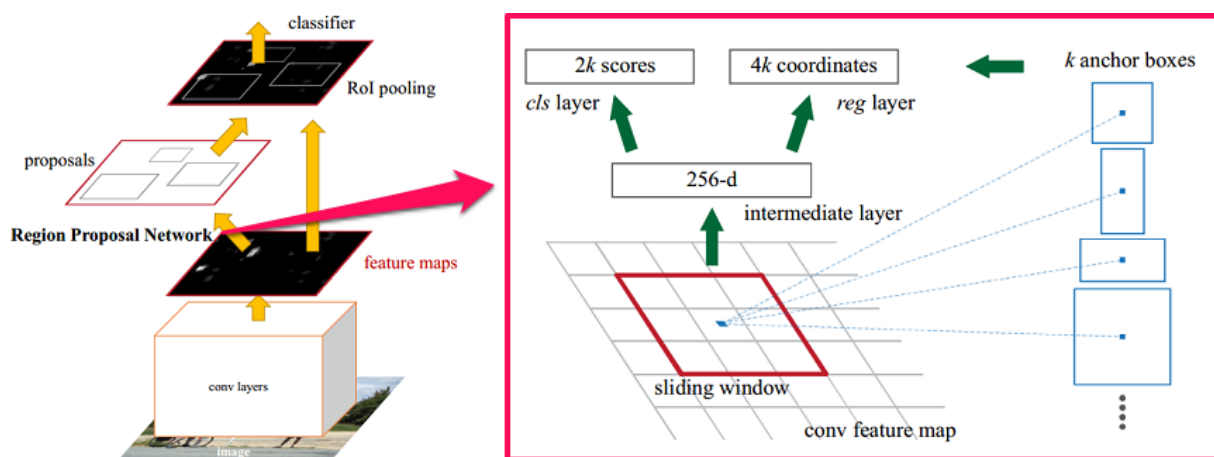 classifier
RoI pooling
proposals
Region Proposal Network
feature maps
conv layers
image
2k scores
4k coordinates
k anchor boxes
cls layer
reg layer
256-d
intermediate layer
sliding window
conv feature map